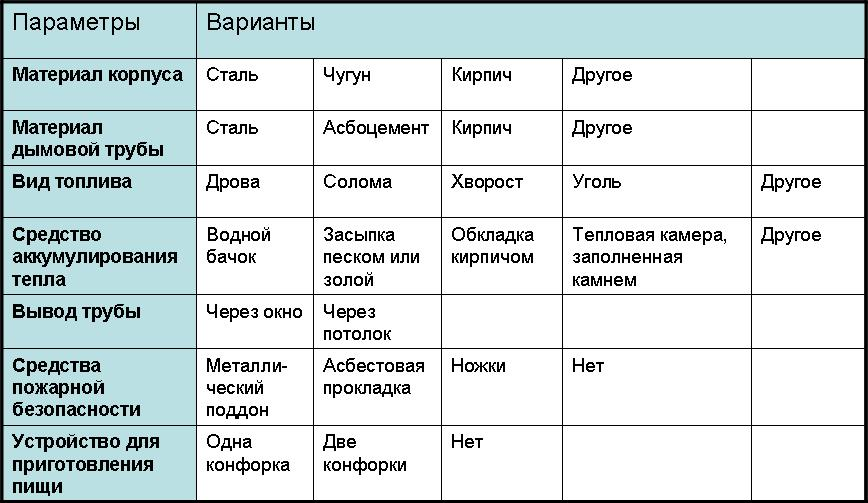 Параметры Варианты
Материал корпуса Сталь Чугун Кирпич Другое
Материал Сталь Асбоцемент Кирпич Другое
дымовой трубы
Вид топлива Дрова Солома Хворост Уголь Другое
Средство Водной Засыпка Обкладка Тепловая камера, Другое
аккумулирования бачок песком или кирпичом заполненная
тепла золой камнем
Вывод трубы Через окно Через
потолок
Средства Металли- Асбестовая Ножки Нет
пожарной ческий прокладка
безопасности поддон
Устройство для Одна Две Нет
приготовления конфорка конфорки
пищи